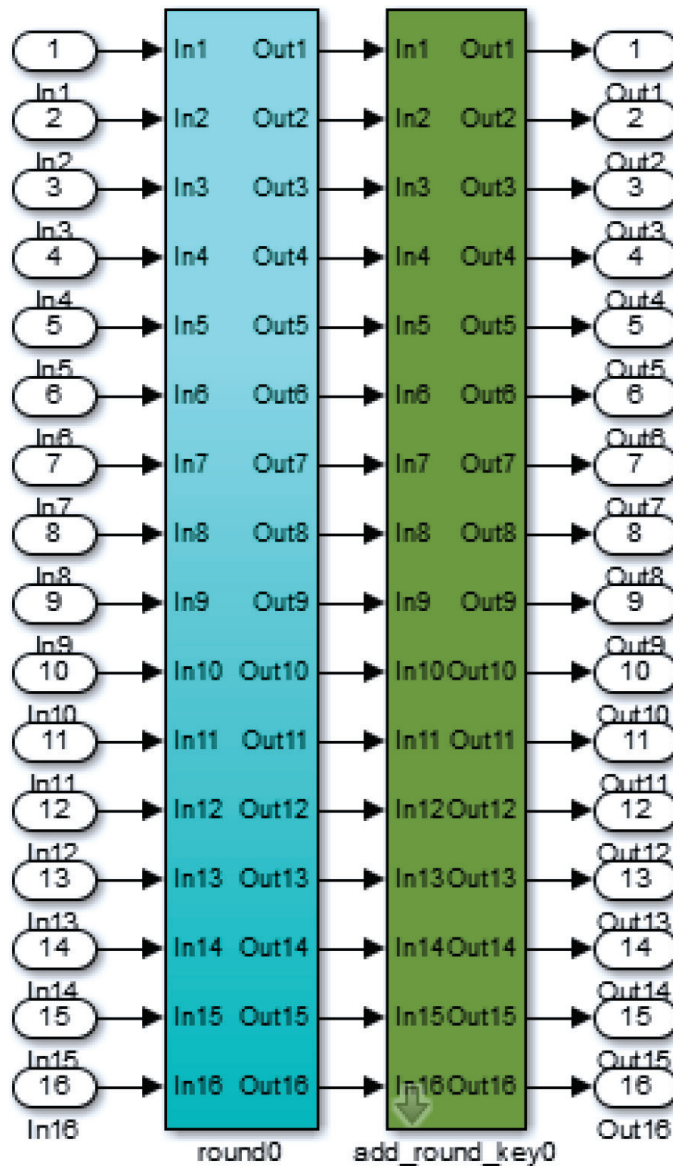 1 In1 Out1 In1 Out1 1
In1 Out1
2 In2 Out2 In2 Out2 2
In2 Out2
3 In3 Out3 In3 Out3 3
In3 Out3
4 In4 Out4 In4 Out4 4
In4 Out4
5 In5 Out5 In5 Out5 5
In5 Out5
6 In6 Out6 In6 Out6 6
In6 Out6
7 In7 Out7 In7 Out7 7
In7 Out7
8 In8 Out8 In8 Out8 8
In8 Out8
9 In9 Out9 In9 Out9 9
In9 Out9
10 In10 Out10 In10 Out10 10
In10 Out10
11 In11 Out11 In11 Out11 11
In11 Out11
12 In12 Out12 In12 Out12 12
In12 Out12
13 In13 Out13 In13 Out13 13
In13 Out13
14 In14 Out14 In14 Out14 14
In14 Out14
15 In15 Out15 In15 Out15 15
In15 Out15
16 In16 Out16 In16 Out16 16
In16 Out16
round0 add_round_key0